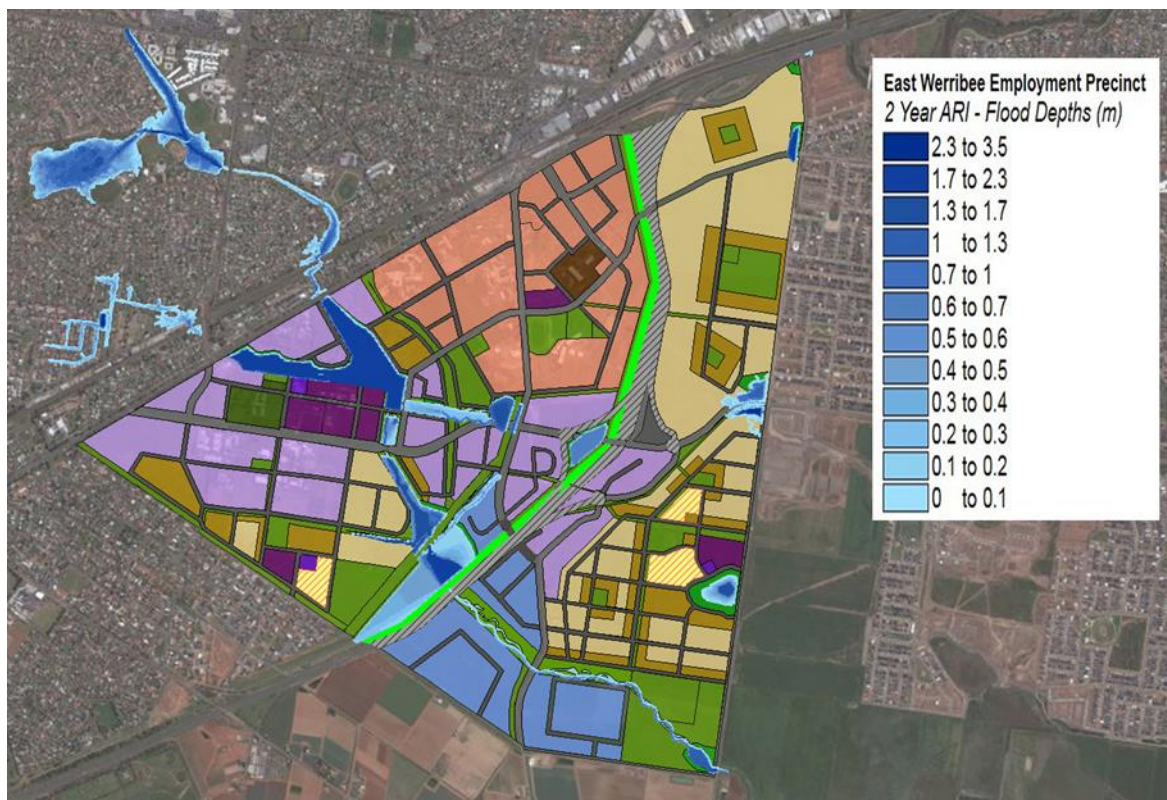 East Werribee Employment Precinct
2 Year ARI - Flood Depths (m)
2.3 to 3.5
1.7 to 2.3
1.3 to 1.7
1 to 1.3
0.7 to 1
0.6 to 0.7
0.5 to 0.6
0.4 to 0.5
0.3 to 0.4
0.2 to 0.3
0.1 to 0.2
0 to 0.1